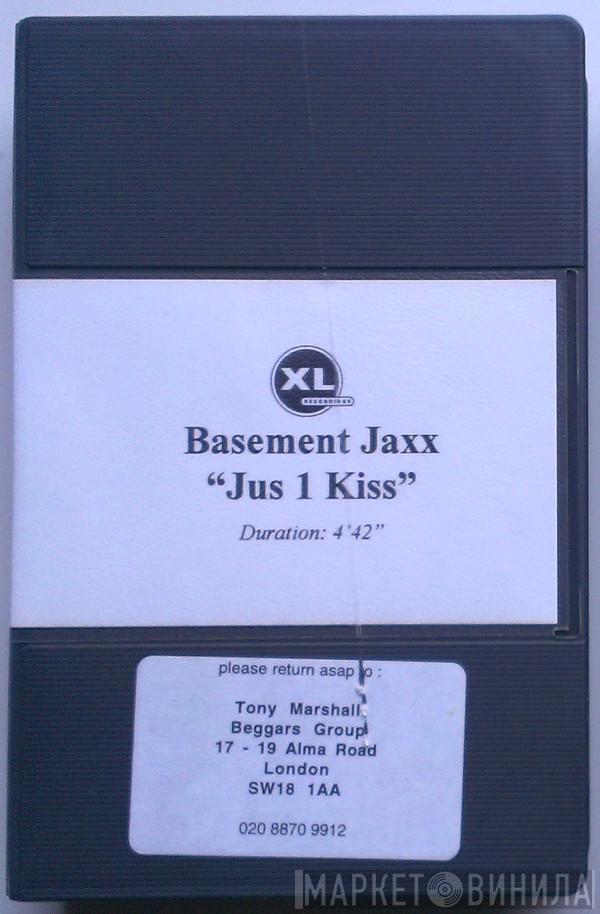 XL
RECORDINGS
Basement Jaxx
“Jus 1 Kiss”
Duration: 4’42”
please return asap to :
Tony Marshall
Beggars Group
17 - 19 Alma Road
London
SW18 1AA
020 8870 9912
МАРКЕТ ВИНИЛА